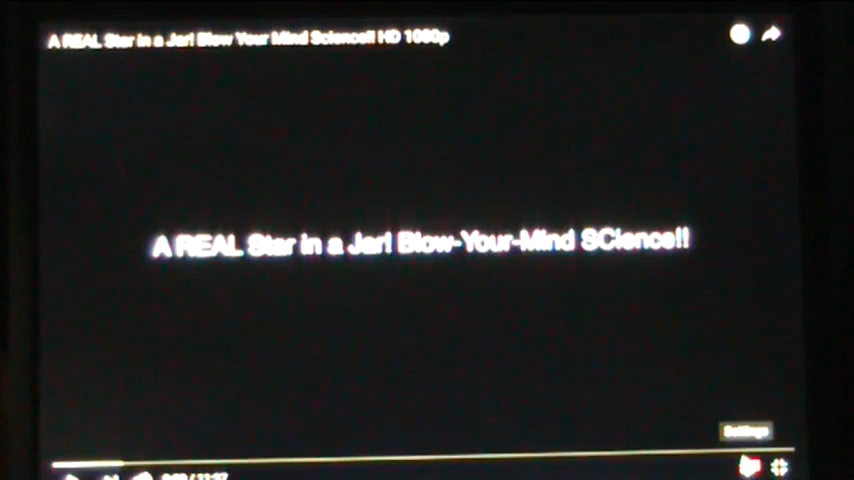 A REAL Star in a Jar! Blow Your Mind Science!! HD 1080p
A REAL Star in a Jar! Blow-Your-Mind SCience!!
Settings